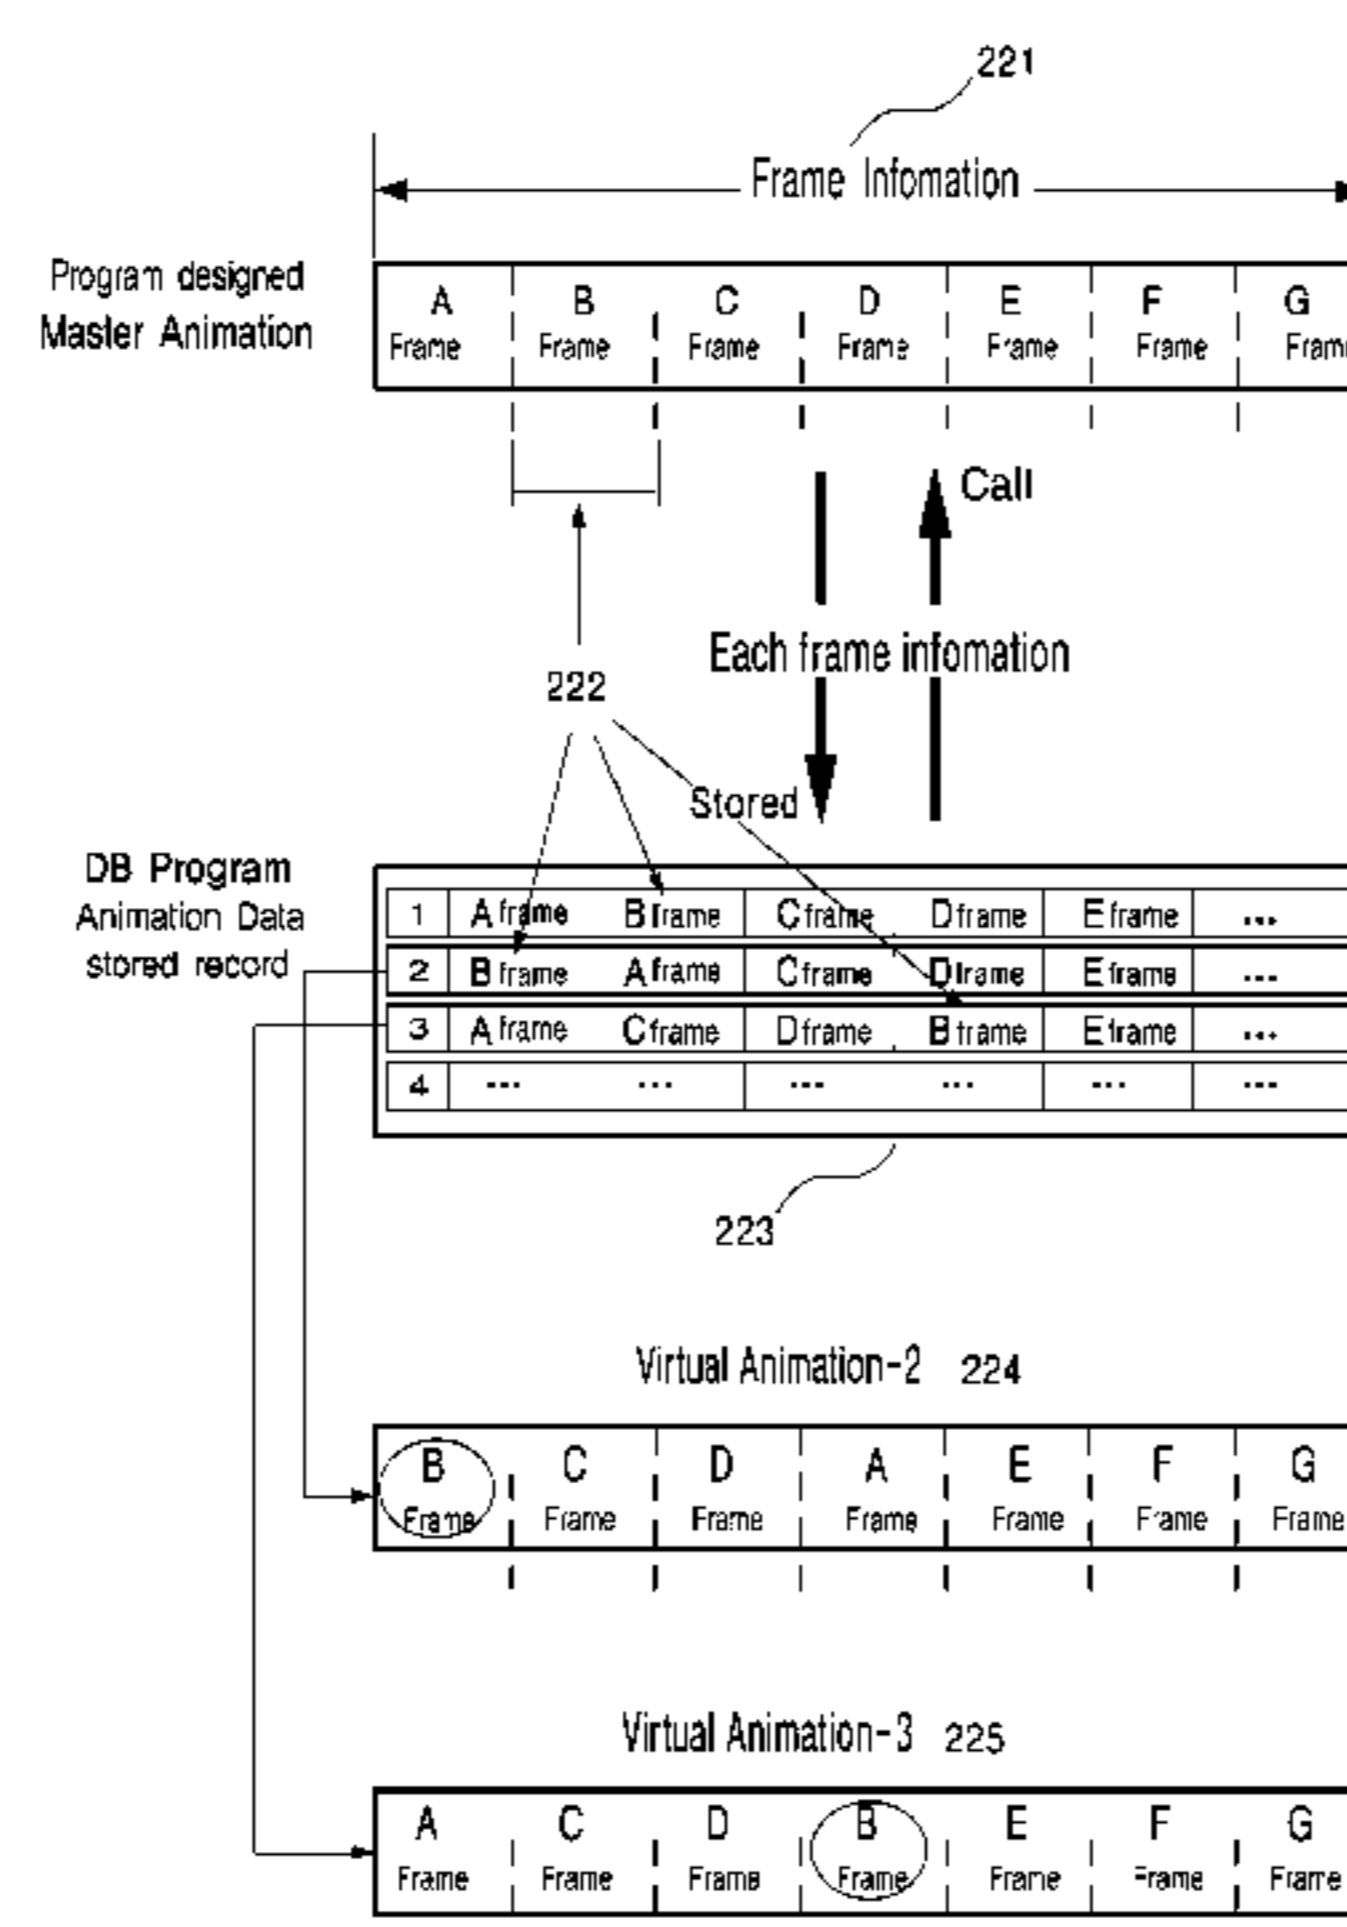 221
Frame Infomation
Program designed
Master Animation
A B C D E F G
Frame Frame Frame Frame Frame Frame Fram
Call
Each frame infomation
222
Stored
DB Program
Animation Data
stored record
1 A frame B frame C frame D frame E frame ...
2 B frame A frame C frame D frame E frame ...
3 A frame C frame D frame B frame E frame ...
4 ... ... ... ... ... ...
223
Virtual Animation-2 224
B C D A E F G
Frame Frame Frame Frame Frame Frame Frame
Virtual Animation-3 225
A C D B E F G
Frame Frame Frame Frame Frame Frame Frame